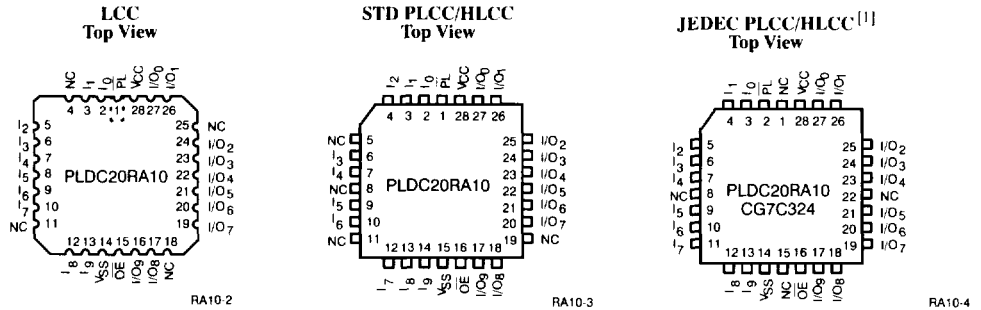 LCC
Top View
NC I1 I0 PL VCC I/O0 I/O1
4 3 2 1 28 27 26
I2 5 25 NC
I3 6 24 I/O2
I4 7 23 I/O3
I5 8 PLDC20RA10 22 I/O4
I6 9 21 I/O5
I7 10 20 I/O6
NC 11 19 I/O7
12 13 14 15 16 17 18
I8 I9 VSS OE I/O9 I/O8 NC
RA10-2
STD PLCC/HLCC
Top View
I2 I1 I0 PL VCC I/O0 I/O1
4 3 2 1 28 27 26
NC 5 25 I/O2
I3 6 24 I/O3
I4 7 23 I/O4
NC 8 PLDC20RA10 22 I/O5
I5 9 21 I/O6
I6 10 20 I/O7
NC 11 19 NC
12 13 14 15 16 17 18
I7 I8 I9 VSS OE I/O9 I/O8
RA10-3
JEDEC PLCC/HLCC [1]
Top View
I1 I0 PL NC VCC I/O0 I/O1
4 3 2 1 28 27 26
I2 5 25 I/O2
I3 6 24 I/O3
I4 7 23 I/O4
NC 8 PLDC20RA10 22 NC
I5 9 CG7C324 21 I/O5
I6 10 20 I/O6
I7 11 19 I/O7
12 13 14 15 16 17 18
I8 I9 VSS NC OE I/O9 I/O8
RA10-4